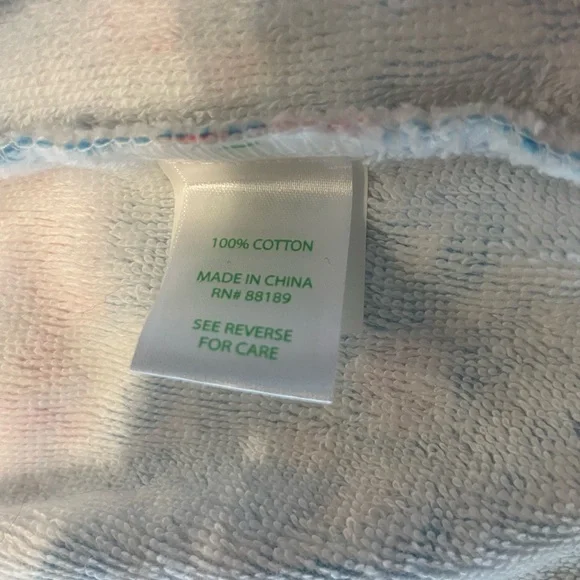 100% COTTON
MADE IN CHINA
RN# 88189
SEE REVERSE
FOR CARE